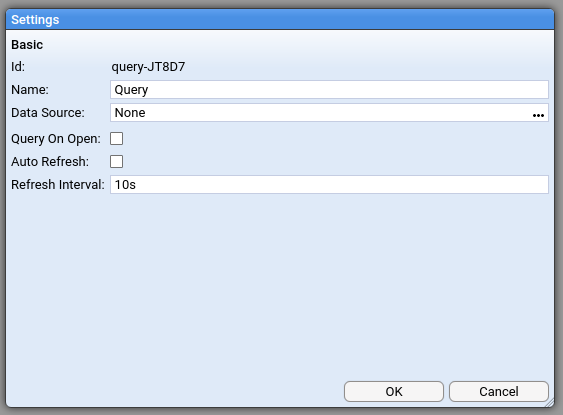 Settings
Basic
Id: query-JT8D7
Name: Query
Data Source: None ...
Query On Open:
Auto Refresh:
Refresh Interval: 10s
OK Cancel